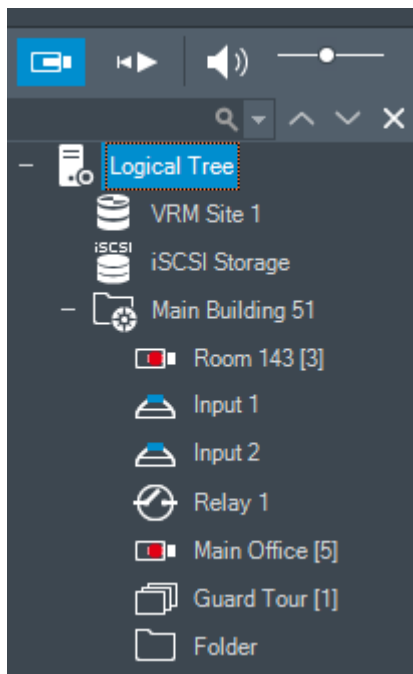 Logical Tree
VRM Site 1
iSCSI
iSCSI Storage
Main Building 51
Room 143 [3]
Input 1
Input 2
Relay 1
Main Office [5]
Guard Tour [1]
Folder